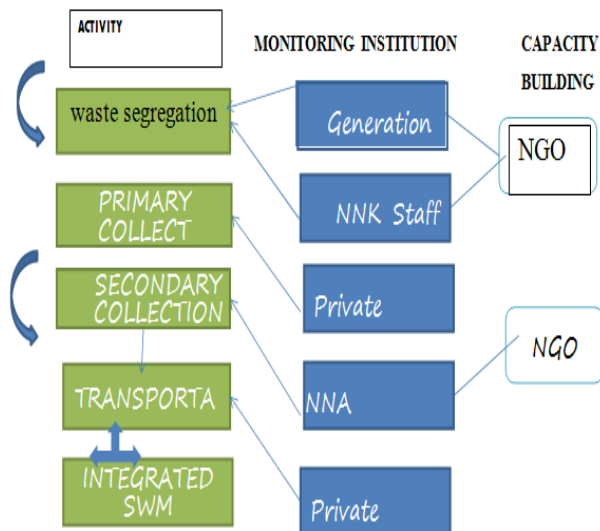 ACTIVITY
MONITORING INSTITUTION
CAPACITY
BUILDING
waste segregation
Generation
NGO
PRIMARY
COLLECT
NNK Staff
SECONDARY
COLLECTION
Private
NGO
TRANSPORTA
NNA
INTEGRATED
SWM
Private